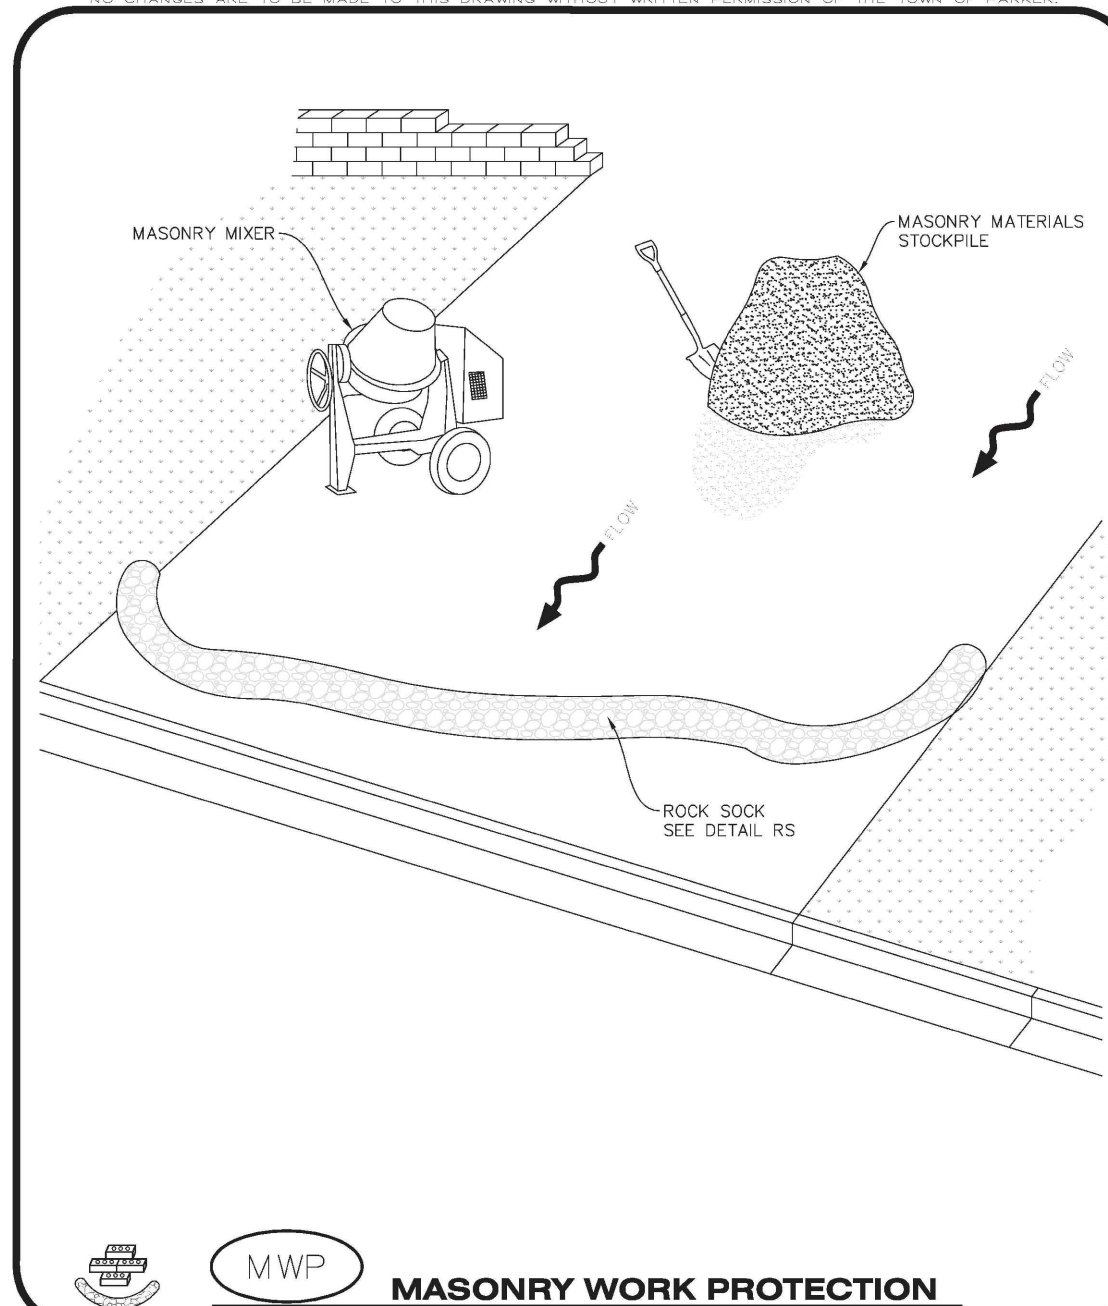 NO CHANGES ARE TO BE MADE TO THIS DRAWING WITHOUT WRITTEN PERMISSION OF THE TOWN OF PARKER.
MASONRY MIXER
MASONRY MATERIALS
STOCKPILE
FLOW
FLOW
ROCK SOCK
SEE DETAIL RS
MWP
MASONRY WORK PROTECTION